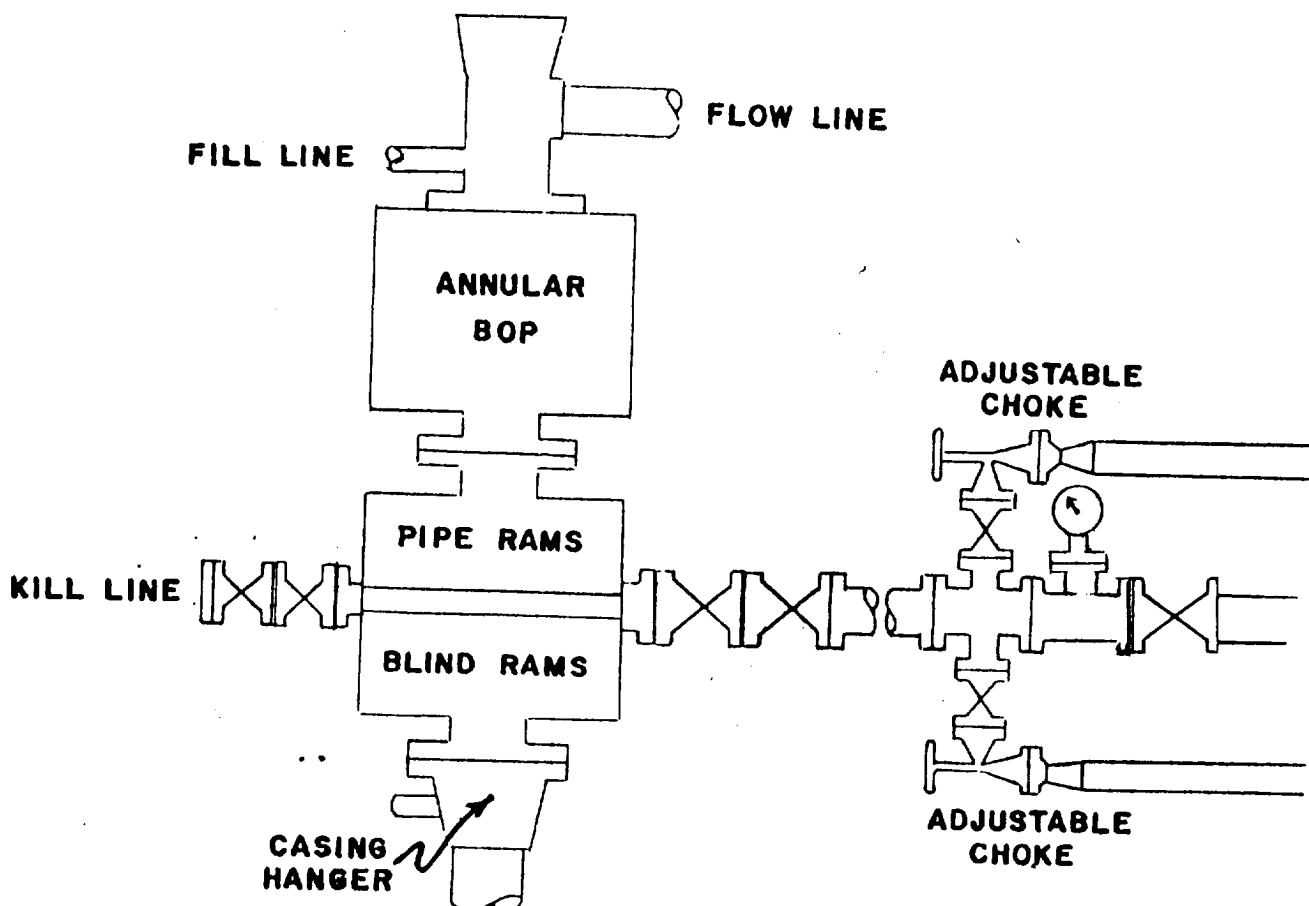 FLOW LINE
FILL LINE
ANNULAR
BOP
ADJUSTABLE
CHOKE
PIPE RAMS
KILL LINE
BLIND RAMS
CASING
HANGER
ADJUSTABLE
CHOKE